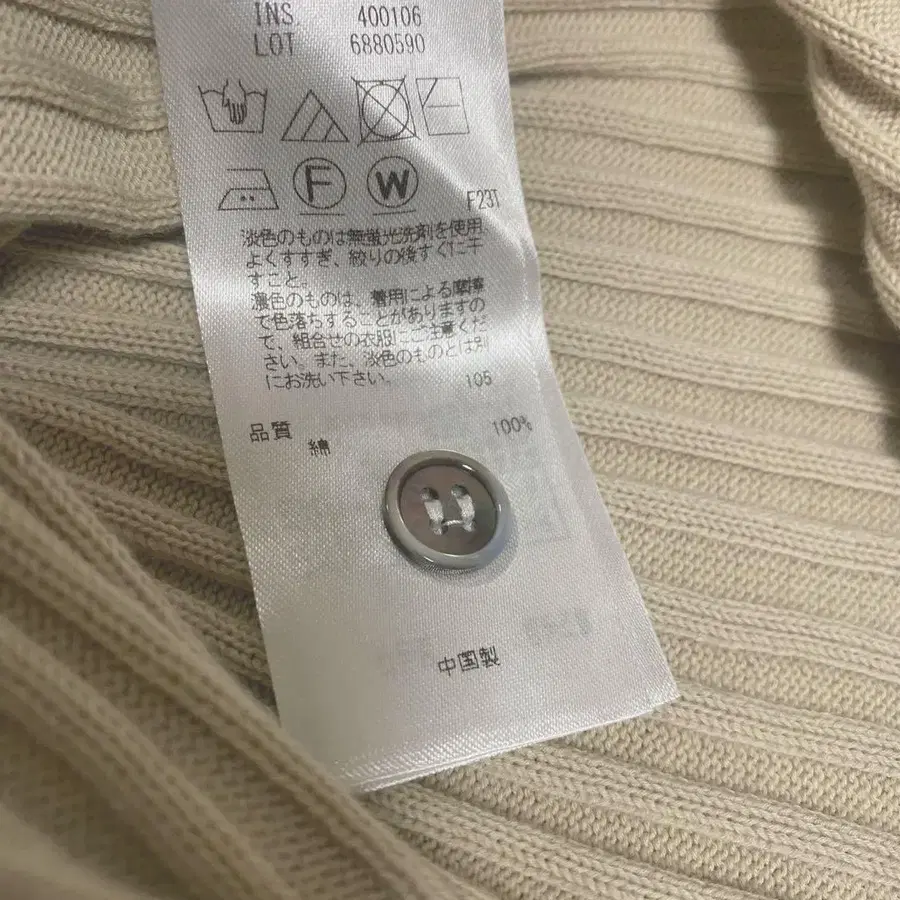 INS. 400106
LOT 6880590
F W F23T
淡色のものは無蛍光洗剤を使用
よくすすぎ、絞りの後すぐに干
すこと。
濃色のものは、着用による摩擦
で色落ちすることがありますの
で、組合せの衣服にご注意くだ
さい。また、淡色のものとは別
にお洗い下さい。 105
品質 綿 100%
中国製